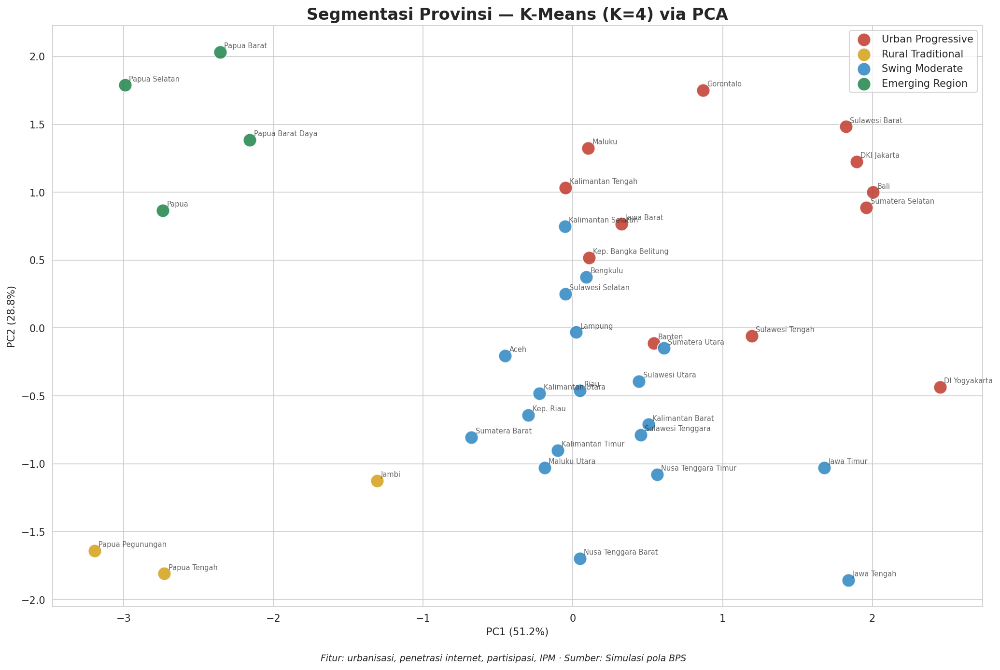 Segmentasi Provinsi — K-Means (K=4) via PCA
Urban Progressive
Rural Traditional
Swing Moderate
Emerging Region
Papua Barat
Papua Selatan
Gorontalo
Sulawesi Barat
Papua Barat Daya
Maluku
DKI Jakarta
Kalimantan Tengah
Bali
Sumatera Selatan
Papua
Jawa Barat
Kalimantan Selatan
Kep. Bangka Belitung
Bengkulu
Sulawesi Selatan
Lampung
Sulawesi Tengah
Banten
Sumatera Utara
Aceh
Sulawesi Utara
DI Yogyakarta
Riau
Kalimantan Utara
Kep. Riau
Kalimantan Barat
Sulawesi Tenggara
Sumatera Barat
Kalimantan Timur
Maluku Utara
Jawa Timur
Nusa Tenggara Timur
Jambi
Papua Pegunungan
Nusa Tenggara Barat
Papua Tengah
Jawa Tengah
2.0
1.5
1.0
0.5
0.0
−0.5
−1.0
−1.5
−2.0
PC2 (28.8%)
−3 −2 −1 0 1 2
PC1 (51.2%)
Fitur: urbanisasi, penetrasi internet, partisipasi, IPM · Sumber: Simulasi pola BPS